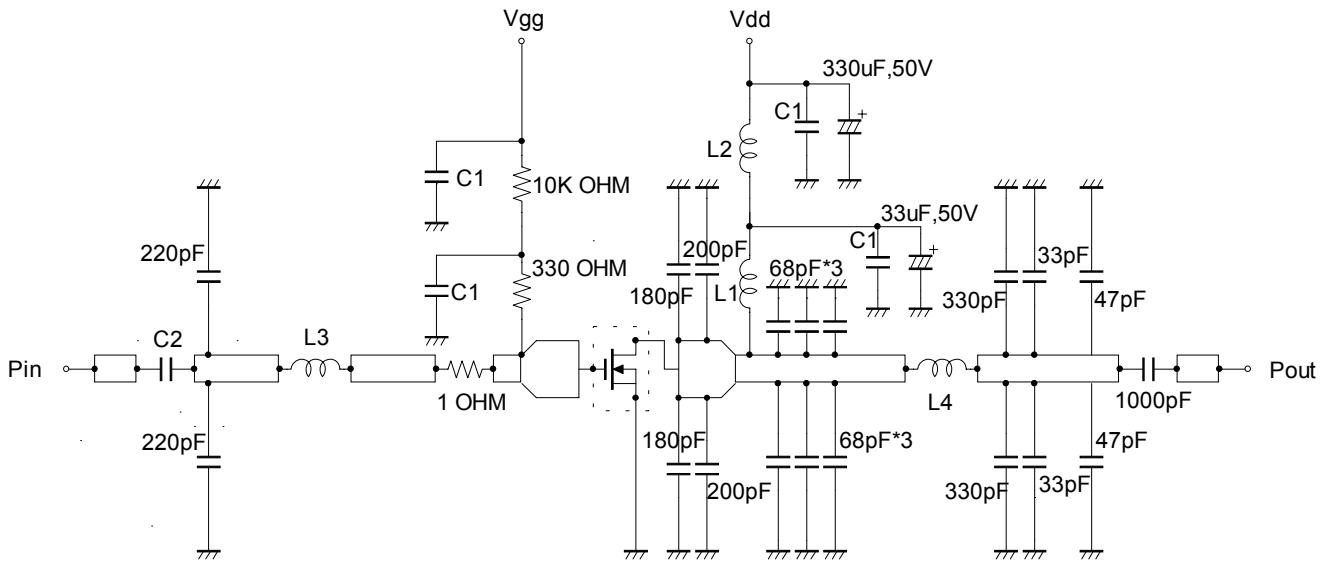 Vgg
Vdd
330uF,50V
C1
L2
C1
10K OHM
33uF,50V
C1
220pF
200pF
33pF
330 OHM
68pF*3
C1
180pF
L1
330pF
47pF
C2
L3
Pin
Pout
1 OHM
L4
1000pF
220pF
180pF
68pF*3
47pF
200pF
330pF
33pF